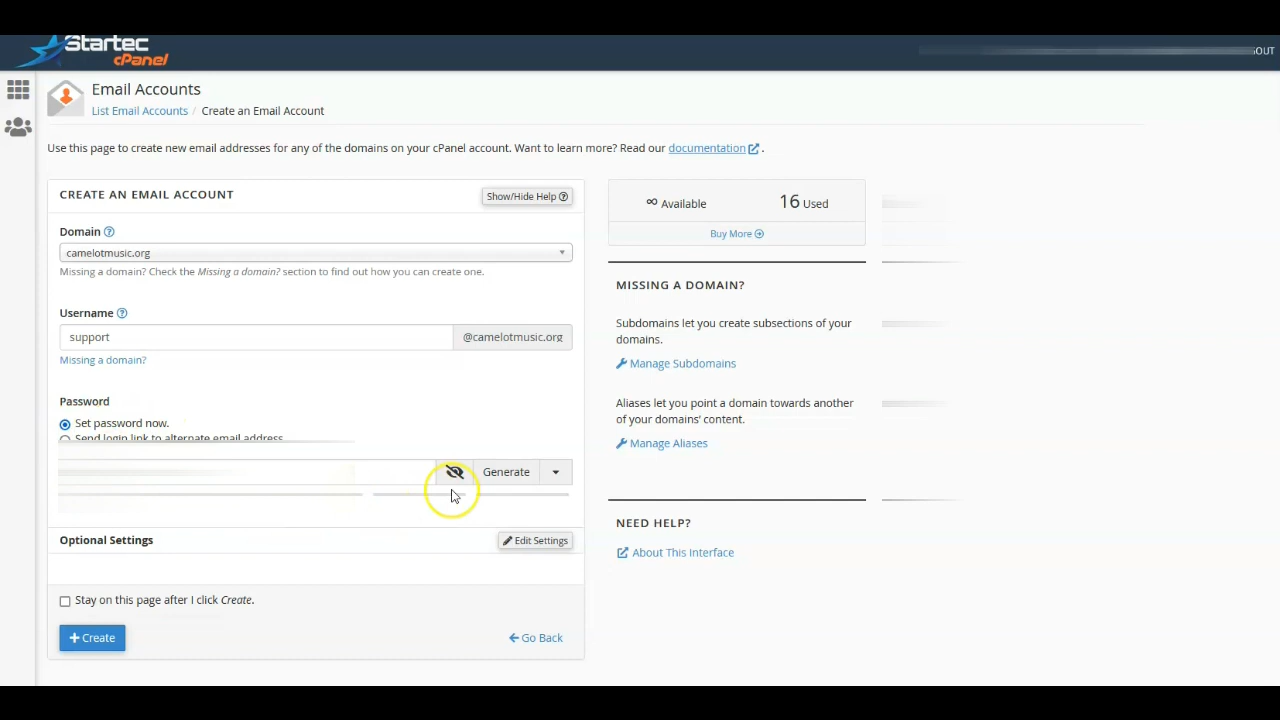 Startec
cPanel
OUT
Email Accounts
List Email Accounts / Create an Email Account
Use this page to create new email addresses for any of the domains on your cPanel account. Want to learn more? Read our documentation .
CREATE AN EMAIL ACCOUNT
Show/Hide Help
Domain
camelotmusic.org
Missing a domain? Check the Missing a domain? section to find out how you can create one.
Username
support @camelotmusic.org
Missing a domain?
Password
Set password now.
Send login link to alternate email address
Generate
Optional Settings
Edit Settings
Stay on this page after I click Create.
+ Create
Go Back
∞ Available 16 Used
Buy More
MISSING A DOMAIN?
Subdomains let you create subsections of your
domains.
Manage Subdomains
Aliases let you point a domain towards another
of your domains' content.
Manage Aliases
NEED HELP?
About This Interface